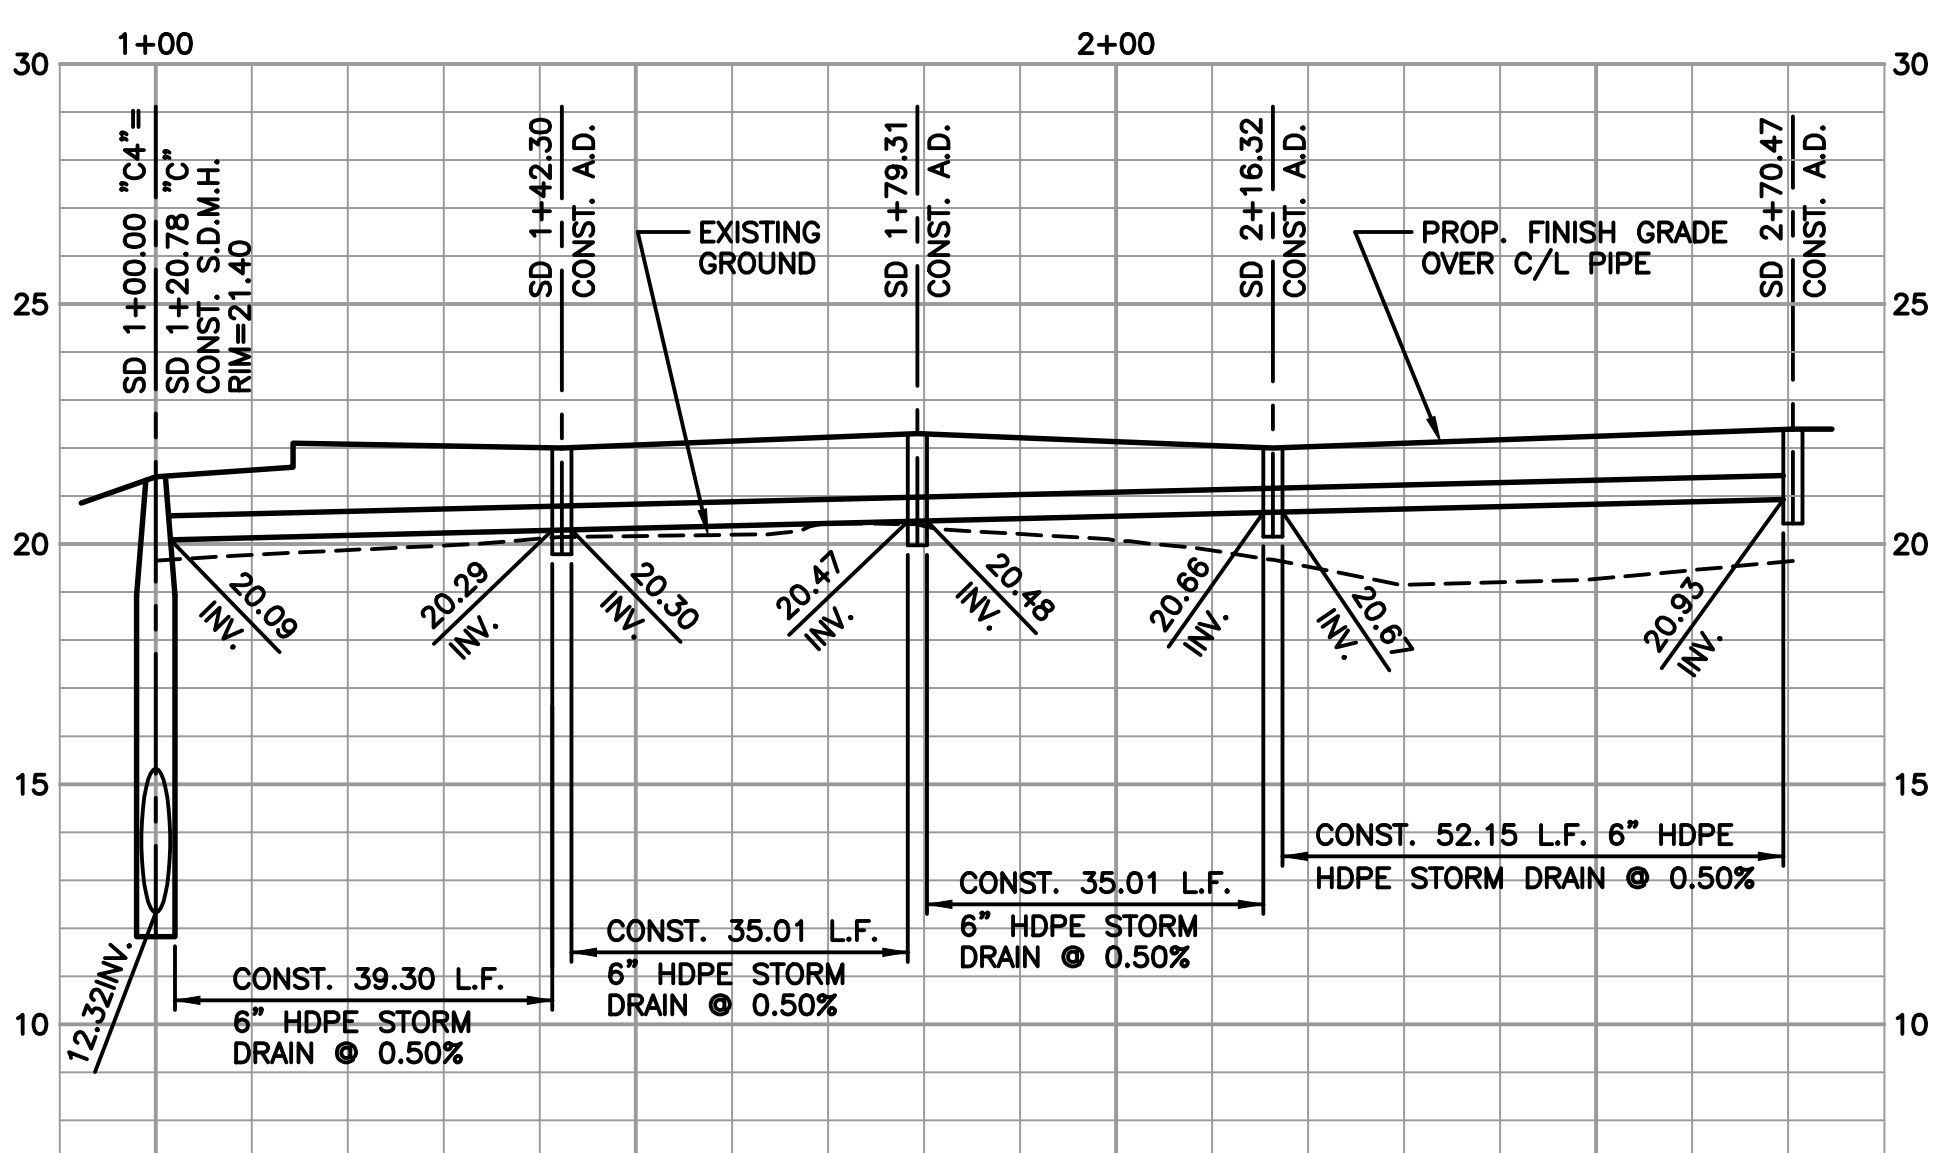 1+00
2+00
30
30
SD 1+00.00 "C4"=
SD 1+20.78 "C"
CONST. S.D.M.H.
RIM=21.40
SD 1+42.30
CONST. A.D.
SD 1+79.31
CONST. A.D.
SD 2+16.32
CONST. A.D.
SD 2+70.47
CONST. A.D.
EXISTING
GROUND
PROP. FINISH GRADE
OVER C/L PIPE
25
25
20
20
20.09
INV.
20.29
INV.
20.30
INV.
20.47
INV.
20.48
INV.
20.66
INV.
20.67
INV.
20.93
INV.
15
15
CONST. 52.15 L.F. 6" HDPE
HDPE STORM DRAIN @ 0.50%
CONST. 35.01 L.F.
6" HDPE STORM
DRAIN @ 0.50%
CONST. 35.01 L.F.
6" HDPE STORM
DRAIN @ 0.50%
CONST. 39.30 L.F.
6" HDPE STORM
DRAIN @ 0.50%
12.32INV.
10
10